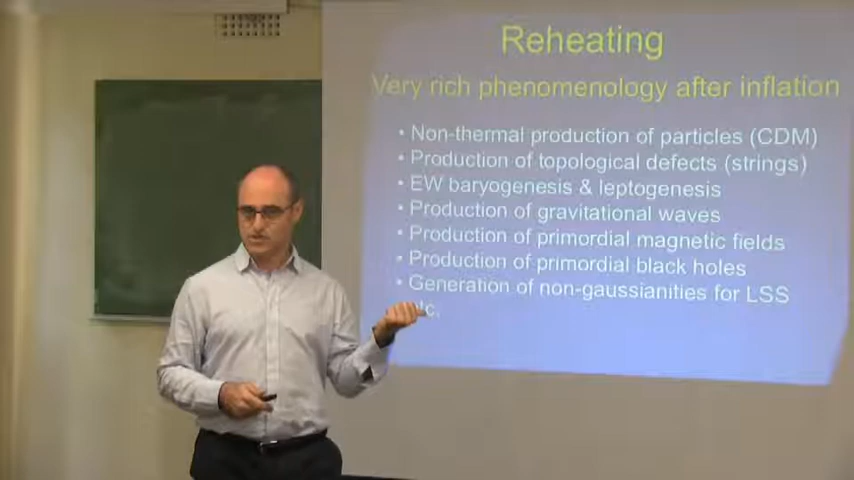 Reheating
Very rich phenomenology after inflation
• Non-thermal production of particles (CDM)
• Production of topological defects (strings)
• EW baryogenesis & leptogenesis
• Production of gravitational waves
• Production of primordial magnetic fields
• Production of primordial black holes
• Generation of non-gaussianities for LSS